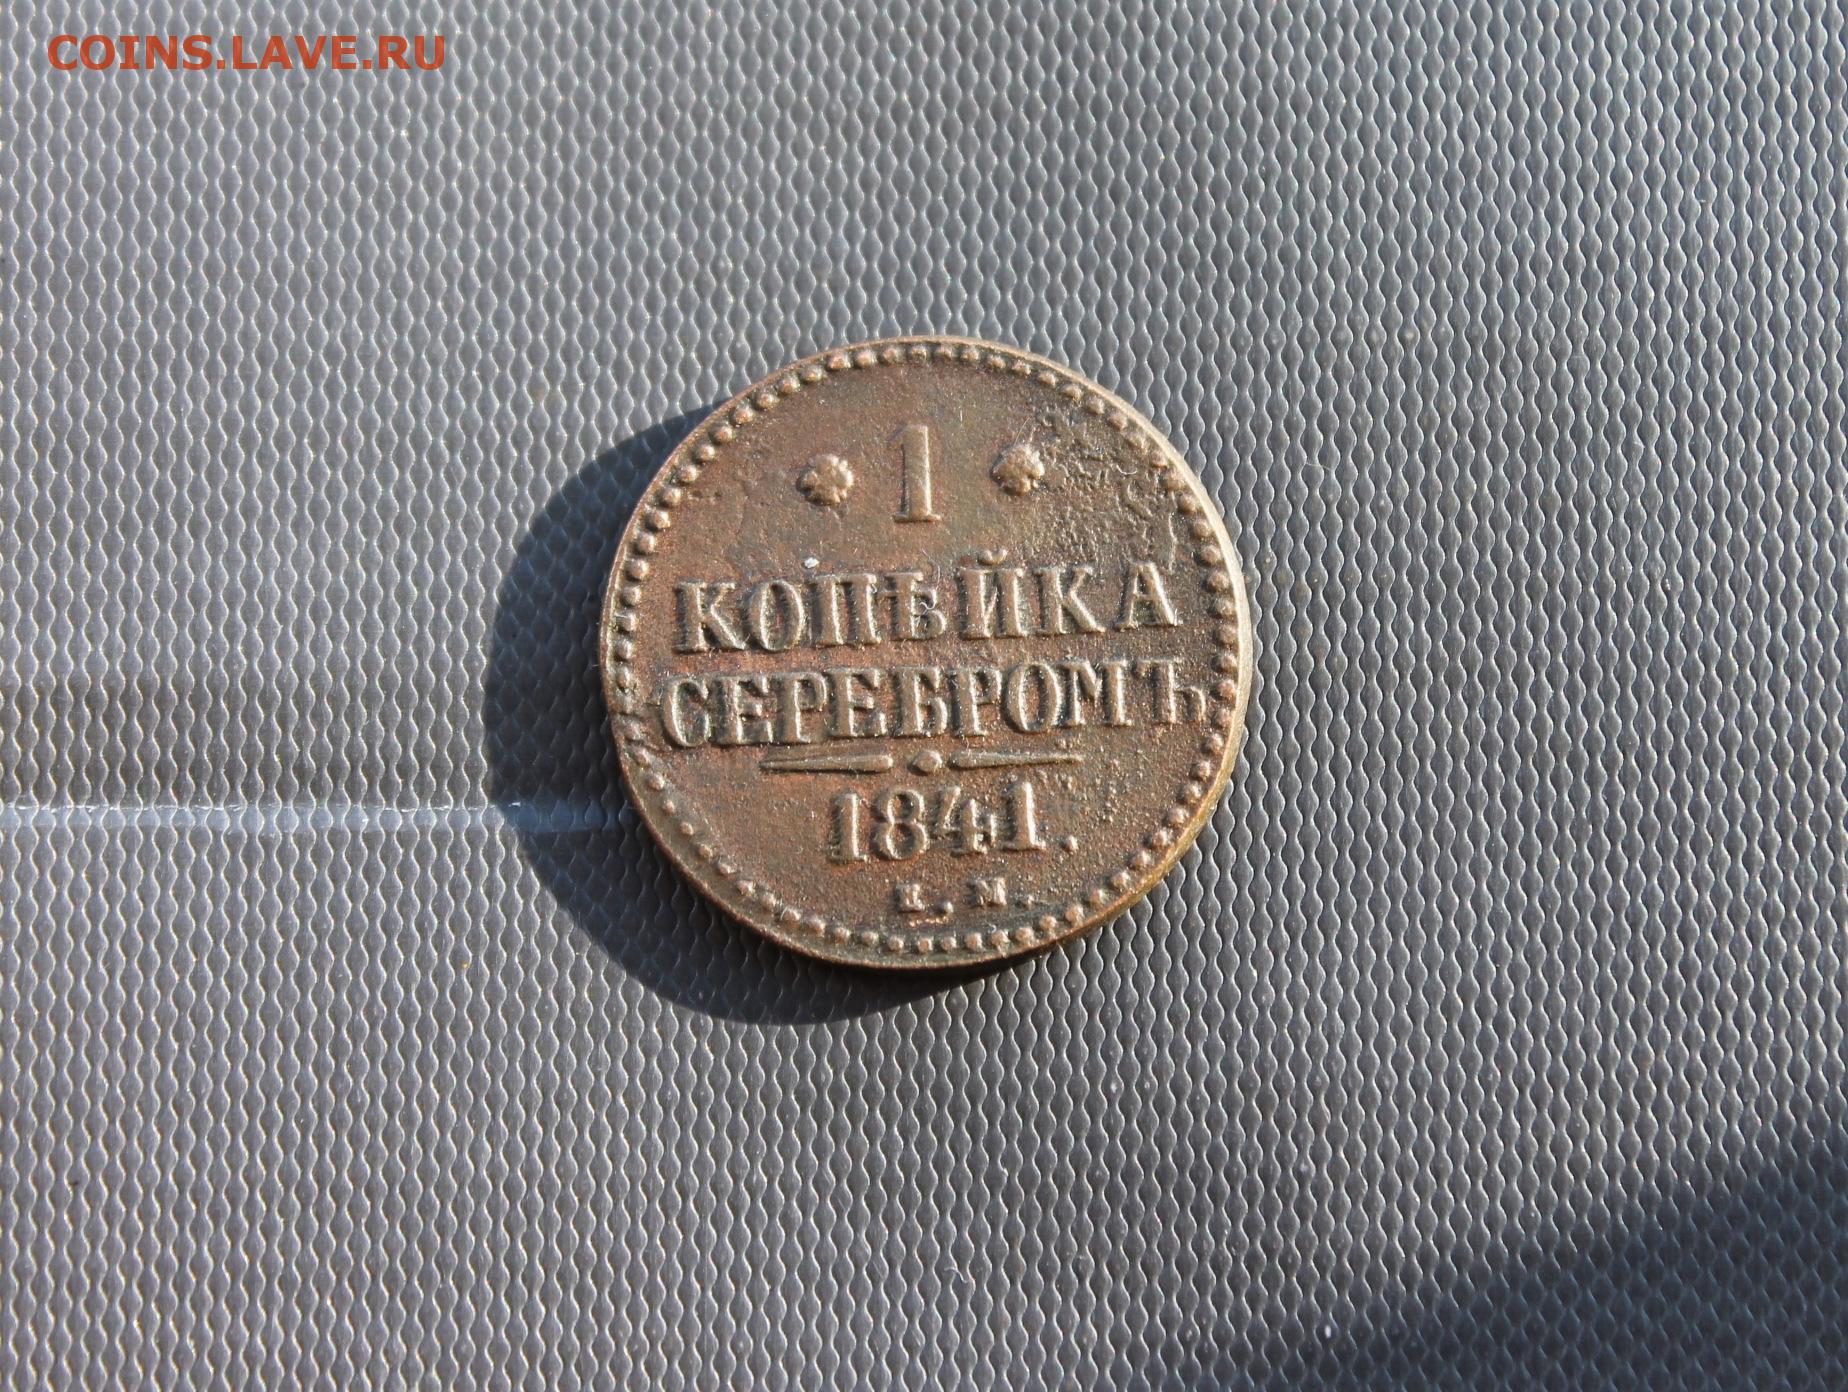 COINS.LAVE.RU
1
КОПѢЙКА
СЕРЕБРОМЪ
1841.